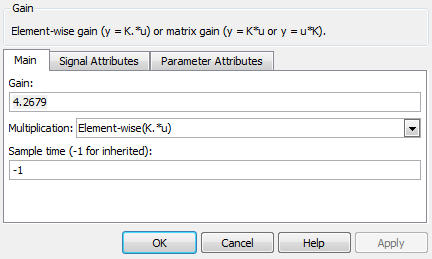 Gain
Element-wise gain (y = K.*u) or matrix gain (y = K*u or y = u*K).
Main Signal Attributes Parameter Attributes
Gain:
4.2679
Multiplication: Element-wise(K.*u)
Sample time (-1 for inherited):
-1
OK Cancel Help Apply